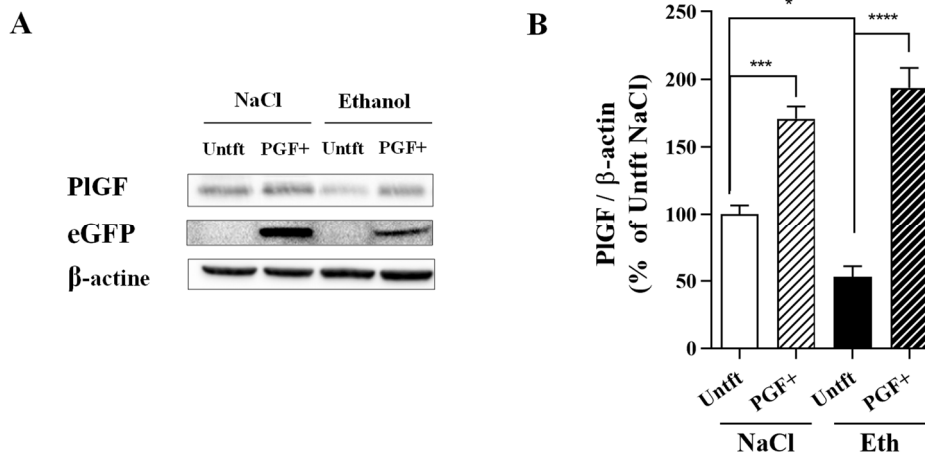 A
NaCl Ethanol
Untft PGF+ Untft PGF+
PlGF
eGFP
β-actine
B
PlGF / β-actin
(% of Untft NaCl)
250
200
150
100
50
0
*
***
****
Untft PGF+ Untft PGF+
NaCl Eth